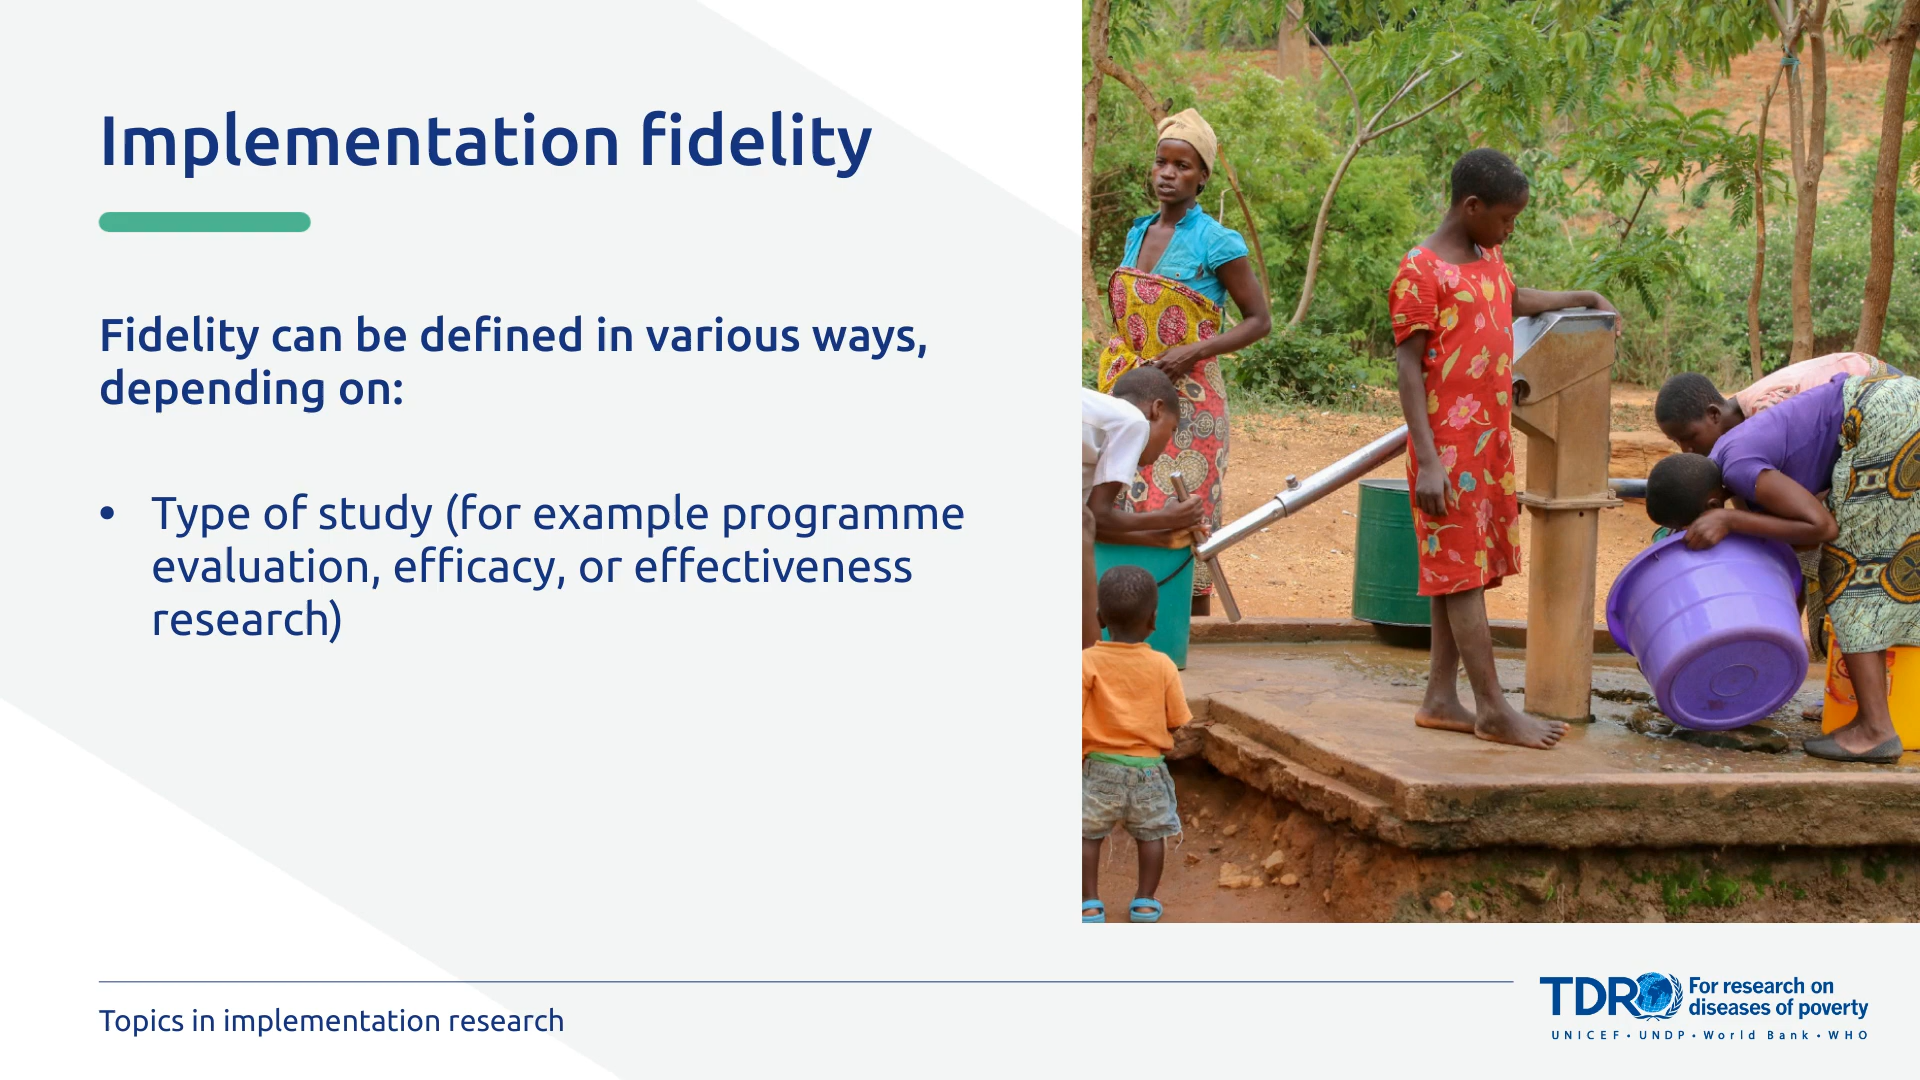 Implementation fidelity
Fidelity can be defined in various ways,
depending on:
• Type of study (for example programme
evaluation, efficacy, or effectiveness
research)
Topics in implementation research
TDR For research on
diseases of poverty
UNICEF • UNDP • World Bank • WHO